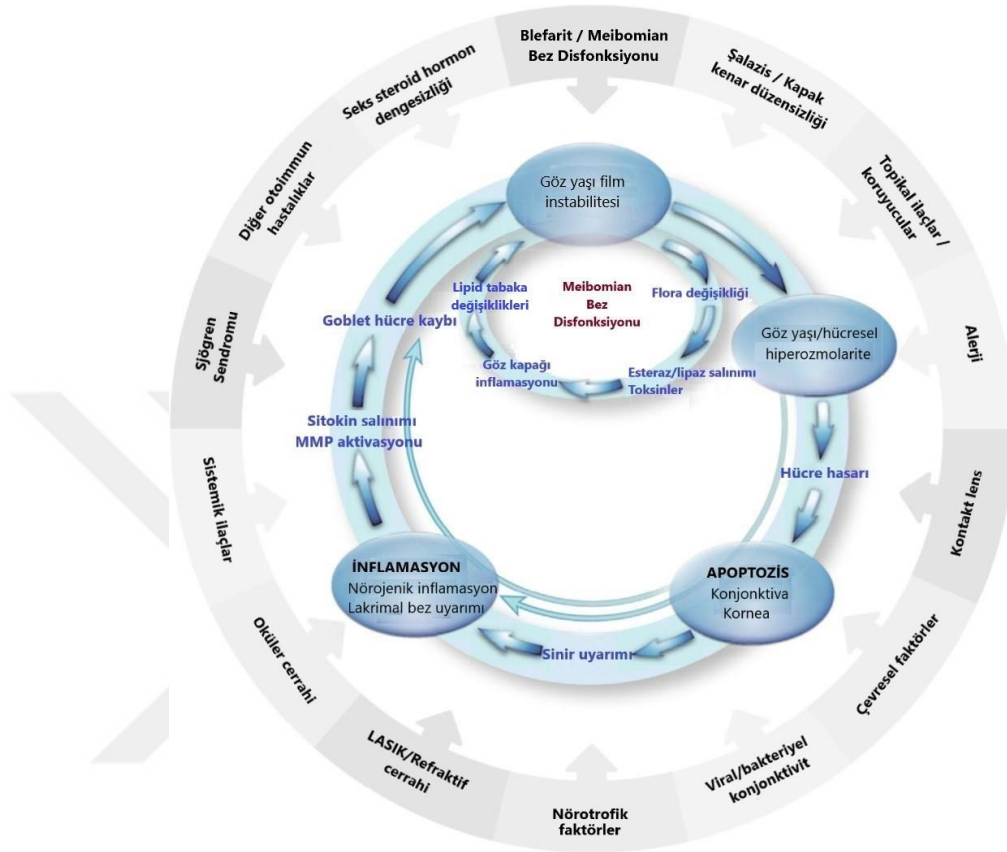 Blefarit / Meibomian
Bez Disfonksiyonu
Şalazis / Kapak
kenar düzensizliği
Topikal ilaçlar /
koruyucular
Alerji
Kontakt lens
Çevresel faktörler
Viral/bakteriyel
konjonktivit
Nörotrofik
faktörler
LASIK/Refraktif
cerrahi
Oküler cerrahi
Sistemik ilaçlar
Sjögren
Sendromu
Diğer otoimmun
hastalıklar
Seks steroid hormon
dengesizliği
Göz yaşı film
instabilitesi
Göz yaşı/hücresel
hiperozmolarite
Hücre hasarı
APOPTOZİS
Konjonktiva
Kornea
Sinir uyarımı
İNFLAMASYON
Nörojenik inflamasyon
Lakrimal bez uyarımı
Sitokin salınımı
MMP aktivasyonu
Goblet hücre kaybı
Meibomian
Bez
Disfonksiyonu
Flora değişikliği
Esteraz/lipaz salınımı
Toksinler
Göz kapağı
inflamasyonu
Lipid tabaka
değişiklikleri